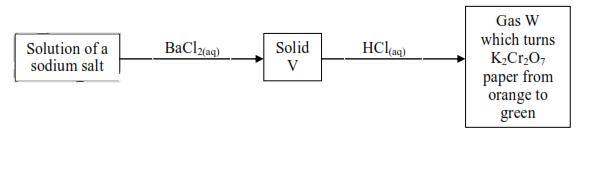 Solution of a
sodium salt
BaCl₂₍aq₎
Solid
V
HCl₍aq₎
Gas W
which turns
K₂Cr₂O₇
paper from
orange to
green